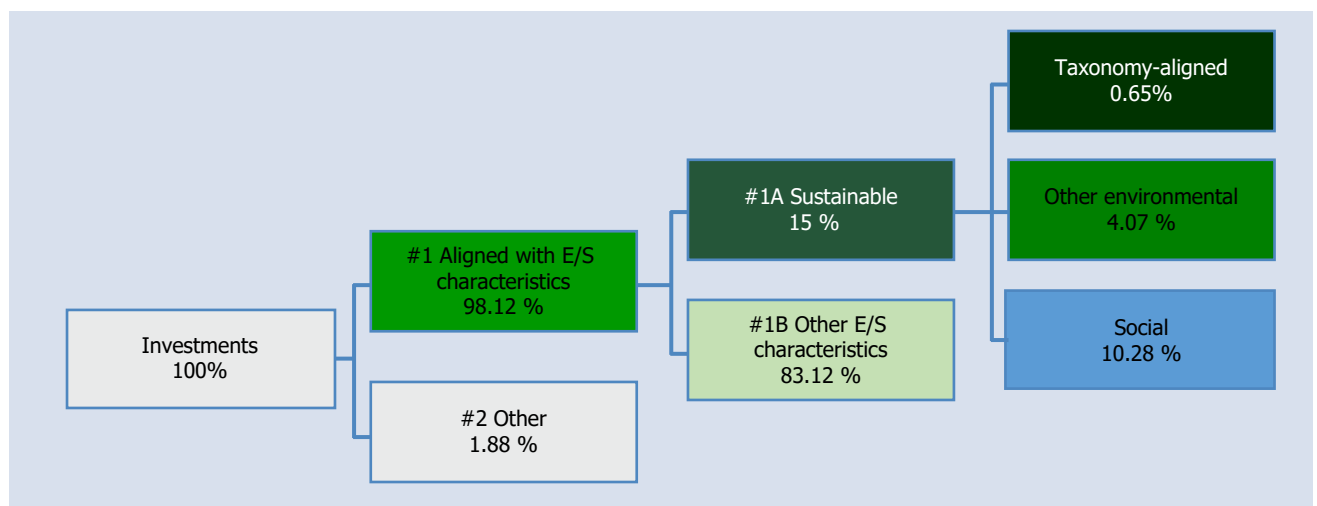 Investments
100%
#1 Aligned with E/S
characteristics
98.12 %
#2 Other
1.88 %
#1A Sustainable
15 %
#1B Other E/S
characteristics
83.12 %
Taxonomy-aligned
0.65%
Other environmental
4.07 %
Social
10.28 %